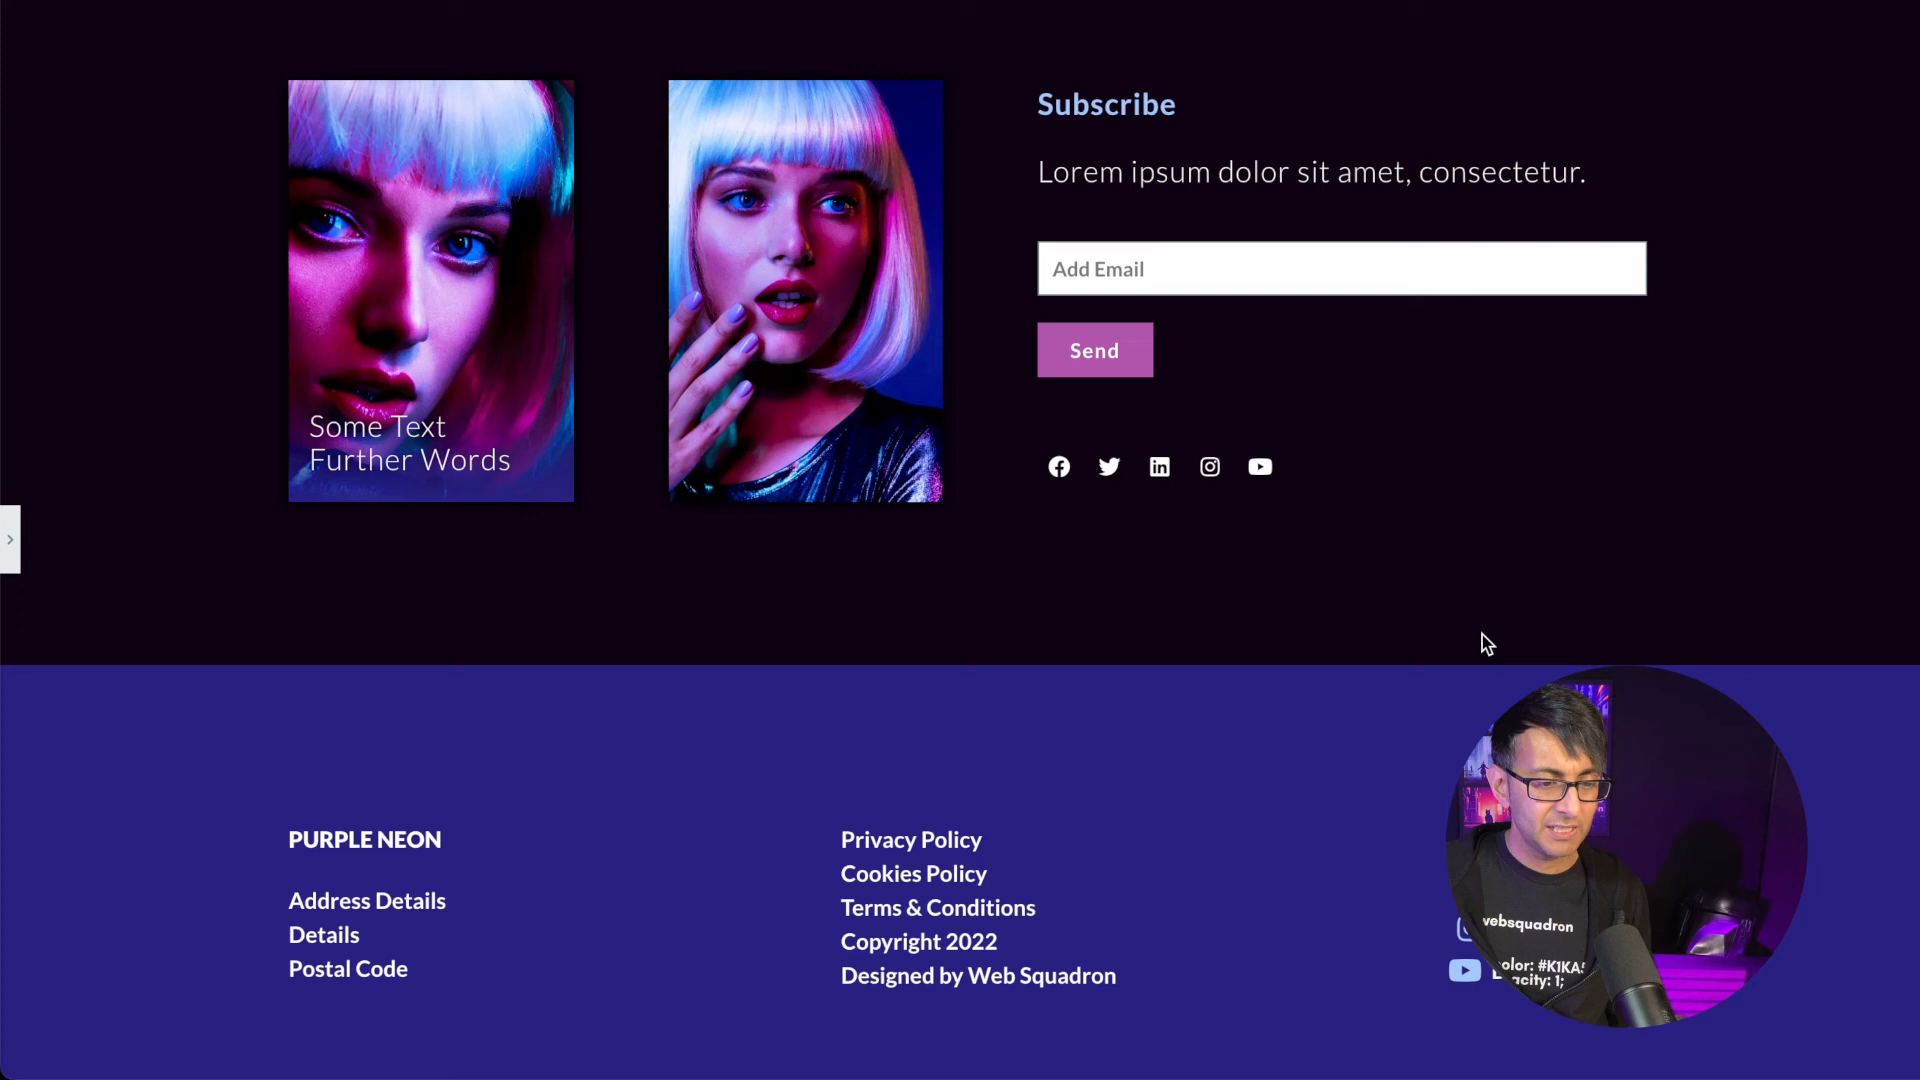 Subscribe
Lorem ipsum dolor sit amet, consectetur.
Add Email
Send
Some Text
Further Words
PURPLE NEON
Address Details
Details
Postal Code
Privacy Policy
Cookies Policy
Terms & Conditions
Copyright 2022
Designed by Web Squadron
websquadron